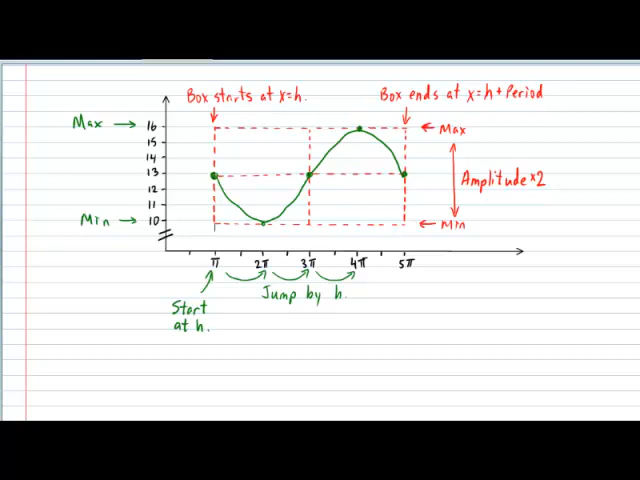 Box starts at x=h.
Box ends at x=h+Period
Max →
16
← Max
15
14
13
Amplitude×2
12
11
Min →
10
← Min
π 2π 3π 4π 5π
Jump by h.
Start
at h.